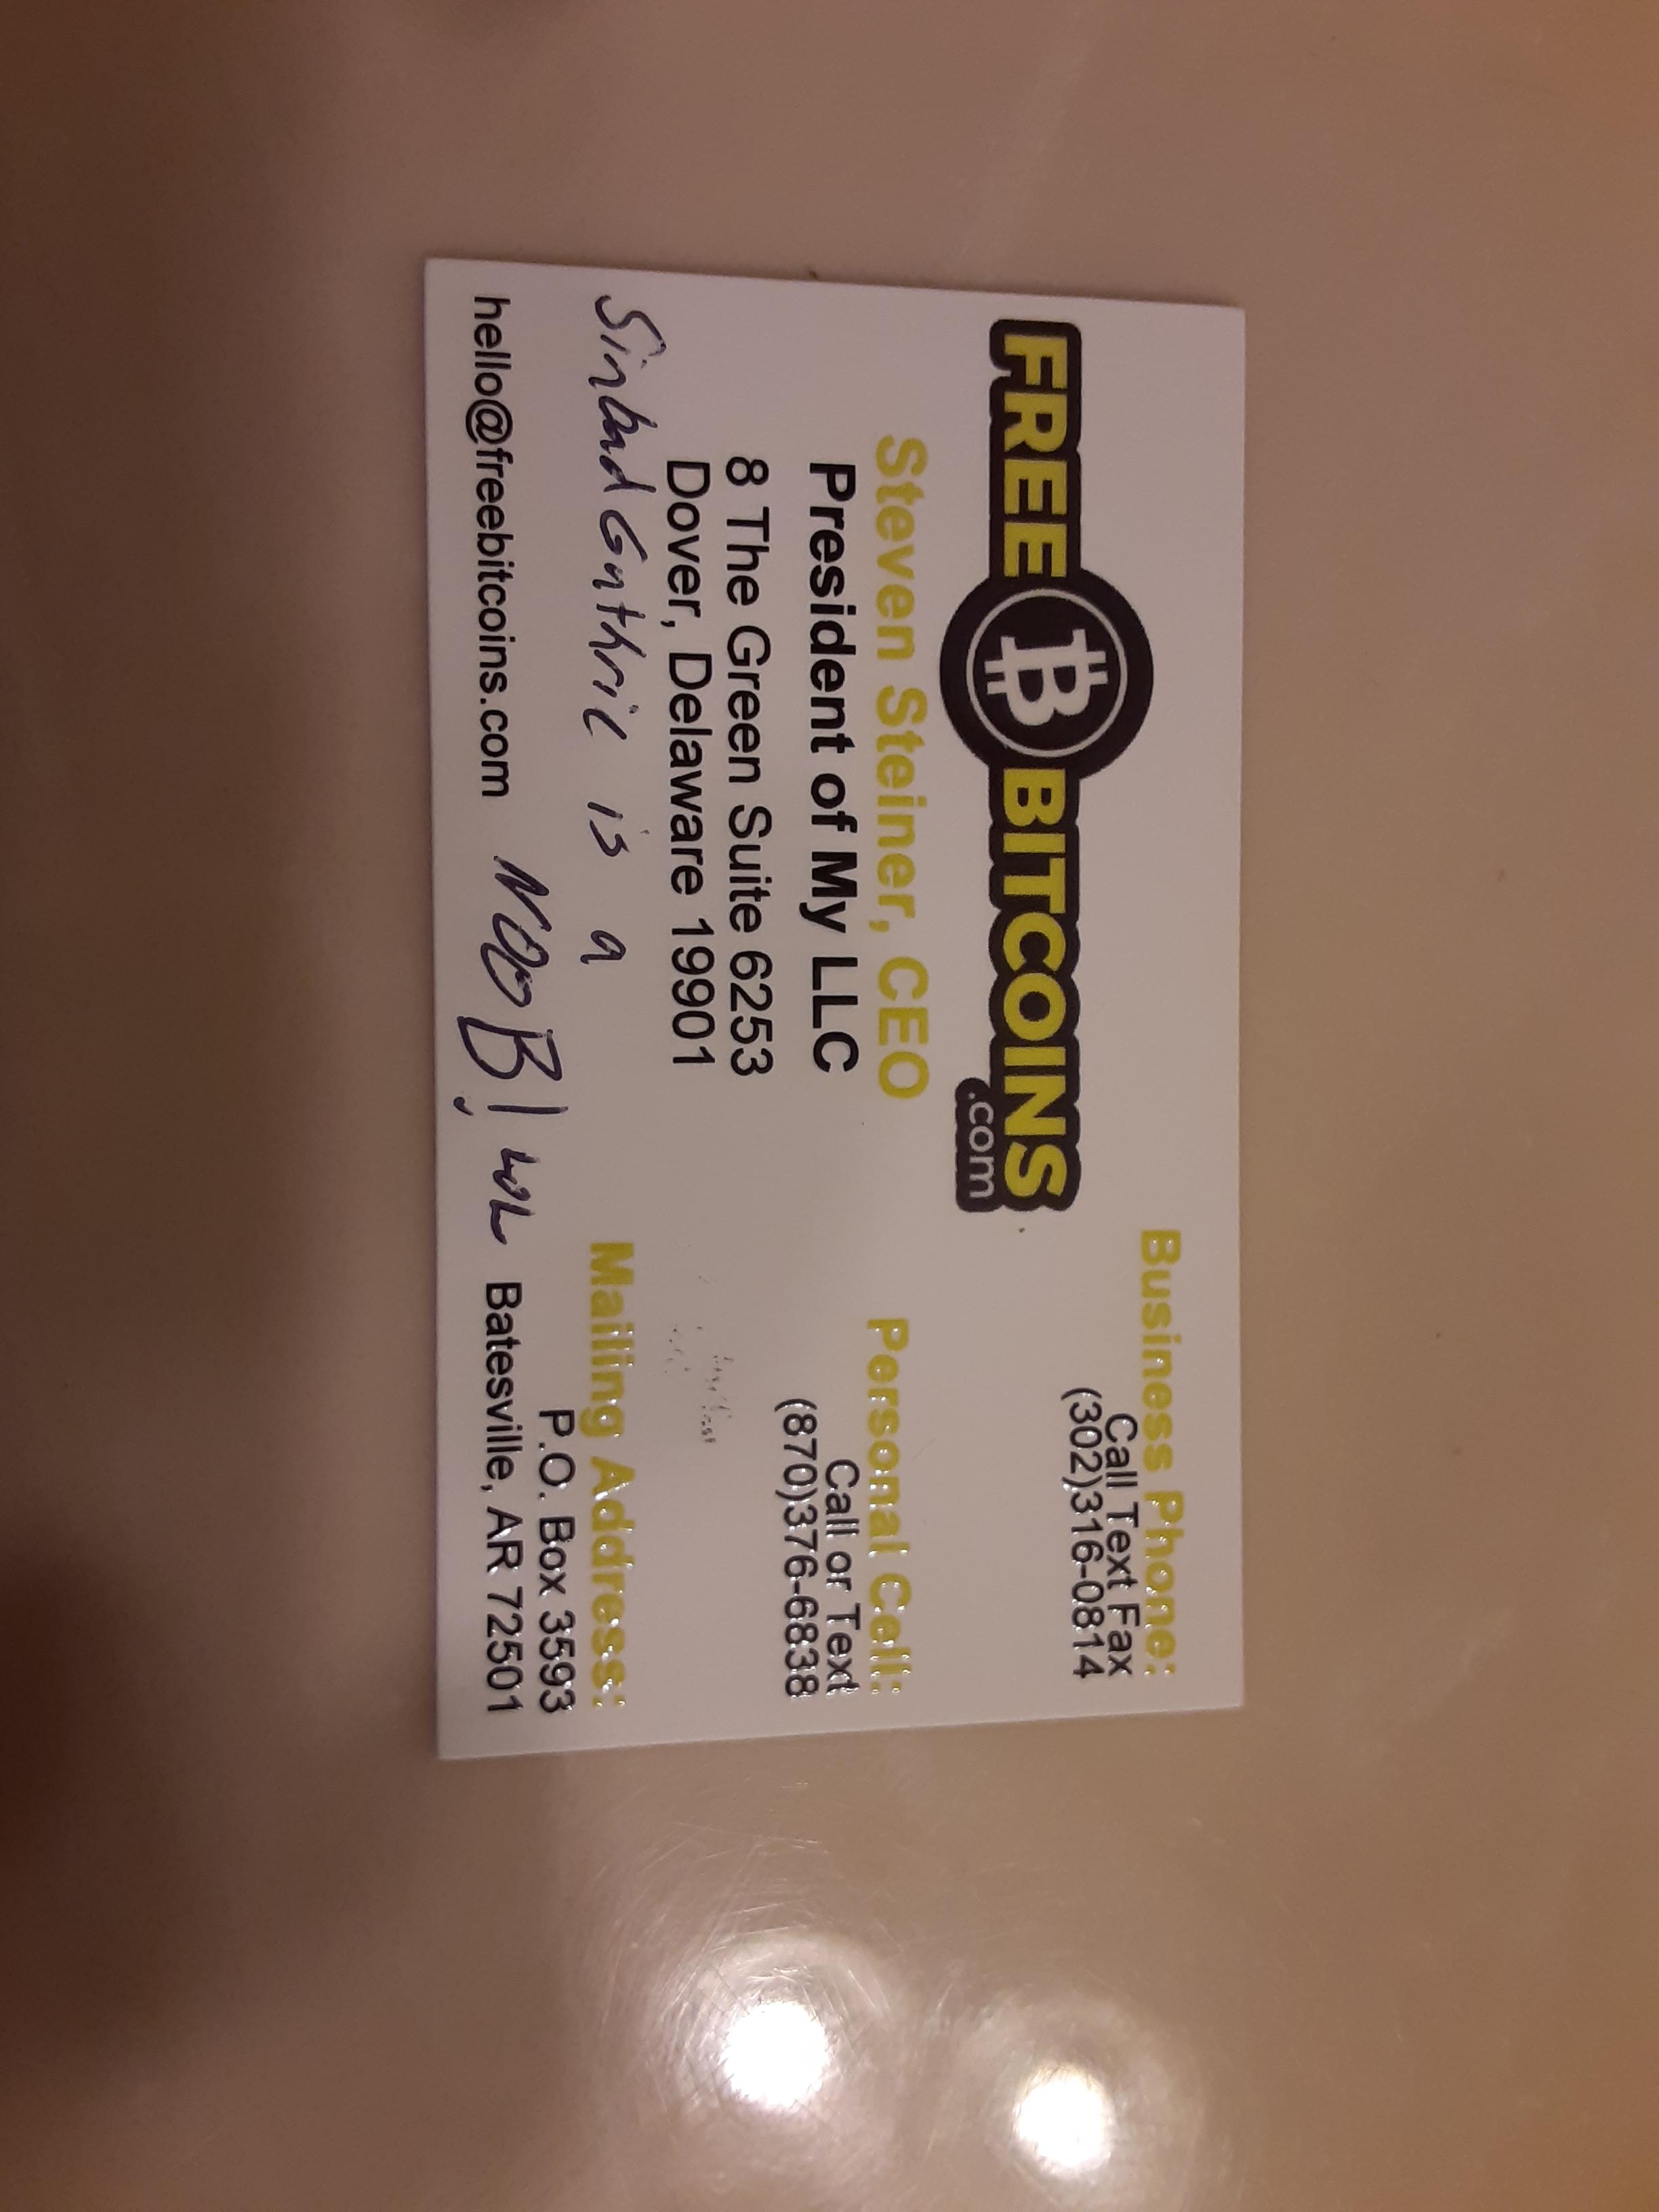 FREE BITCOINS
.com
Steven Steiner, CEO
President of My LLC
8 The Green Suite 6253
Dover, Delaware 19901
Sinbad Guthrie is a
hello@freebitcoins.com NOOB! LOL
Business Phone:
Call Text Fax
(302)316-0814
Personal Cell:
Call or Text
(870)376-6838
Mailing Address:
P.O. Box 3593
Batesville, AR 72501